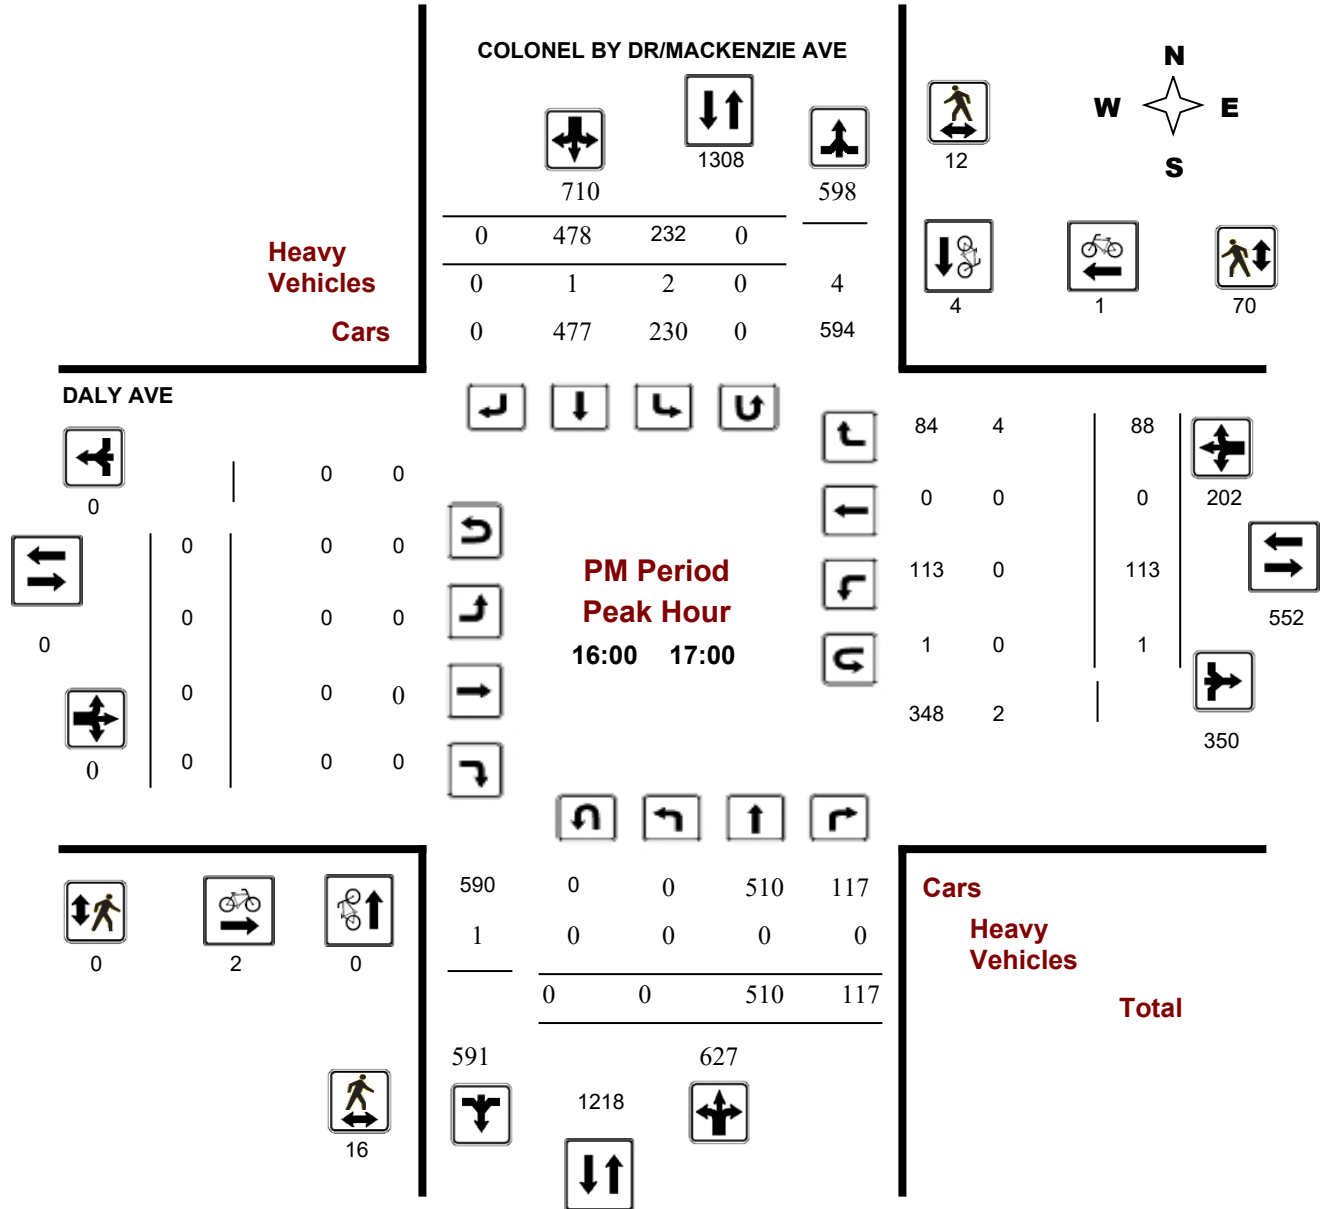 COLONEL BY DR/MACKENZIE AVE
N
W E
S
1308
12
710 598
0 478 232 0
Heavy
Vehicles
0 1 2 0 4
4 1 70
Cars
0 477 230 0 594
DALY AVE
84 4 88
0 0
0
0 0 0
202
0 0 0
113 0 113
PM Period
Peak Hour
16:00 17:00
0 0 0
552
0
1 0 1
0 0 0
348 2
350
0
0 0 0
590 0 0 510 117
Cars
1 0 0 0 0
Heavy
Vehicles
0 2 0
0 0 510 117
Total
591 627
1218
16